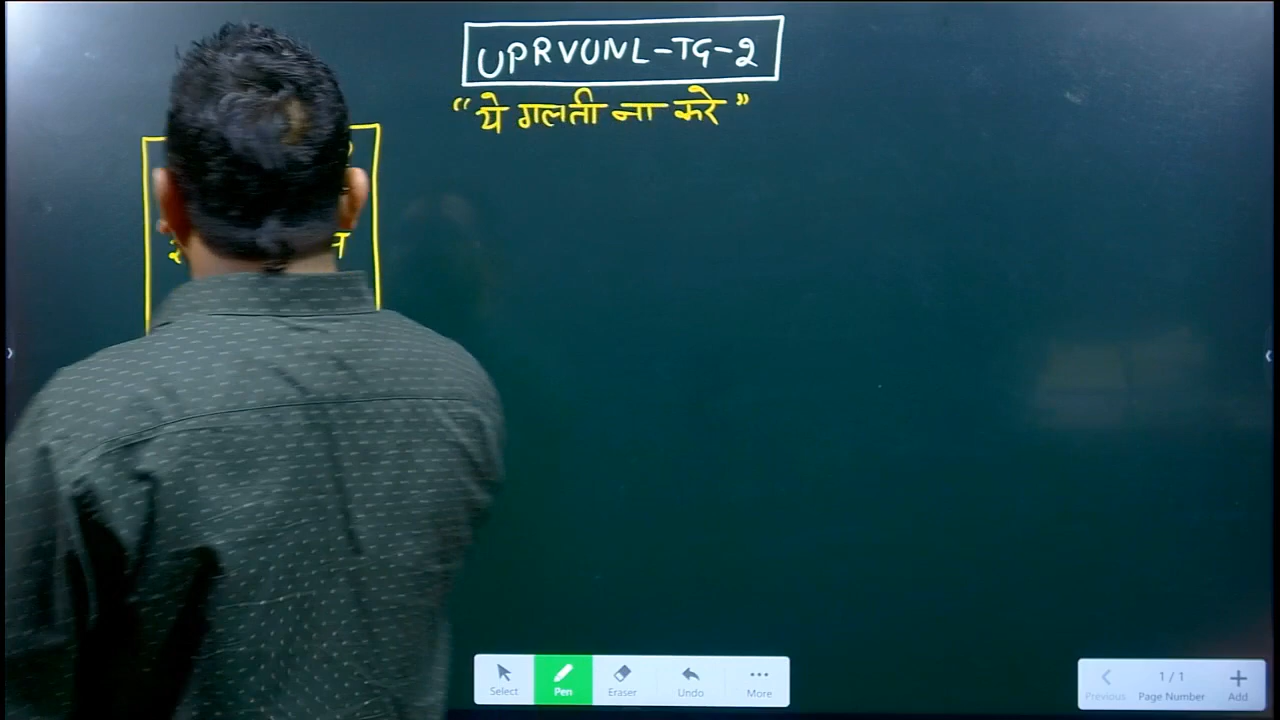 UPRVUNL-TG-2
“ये गलती ना करे”
Select
Pen
Eraser
Undo
More
Previous
1 / 1
Page Number
Add